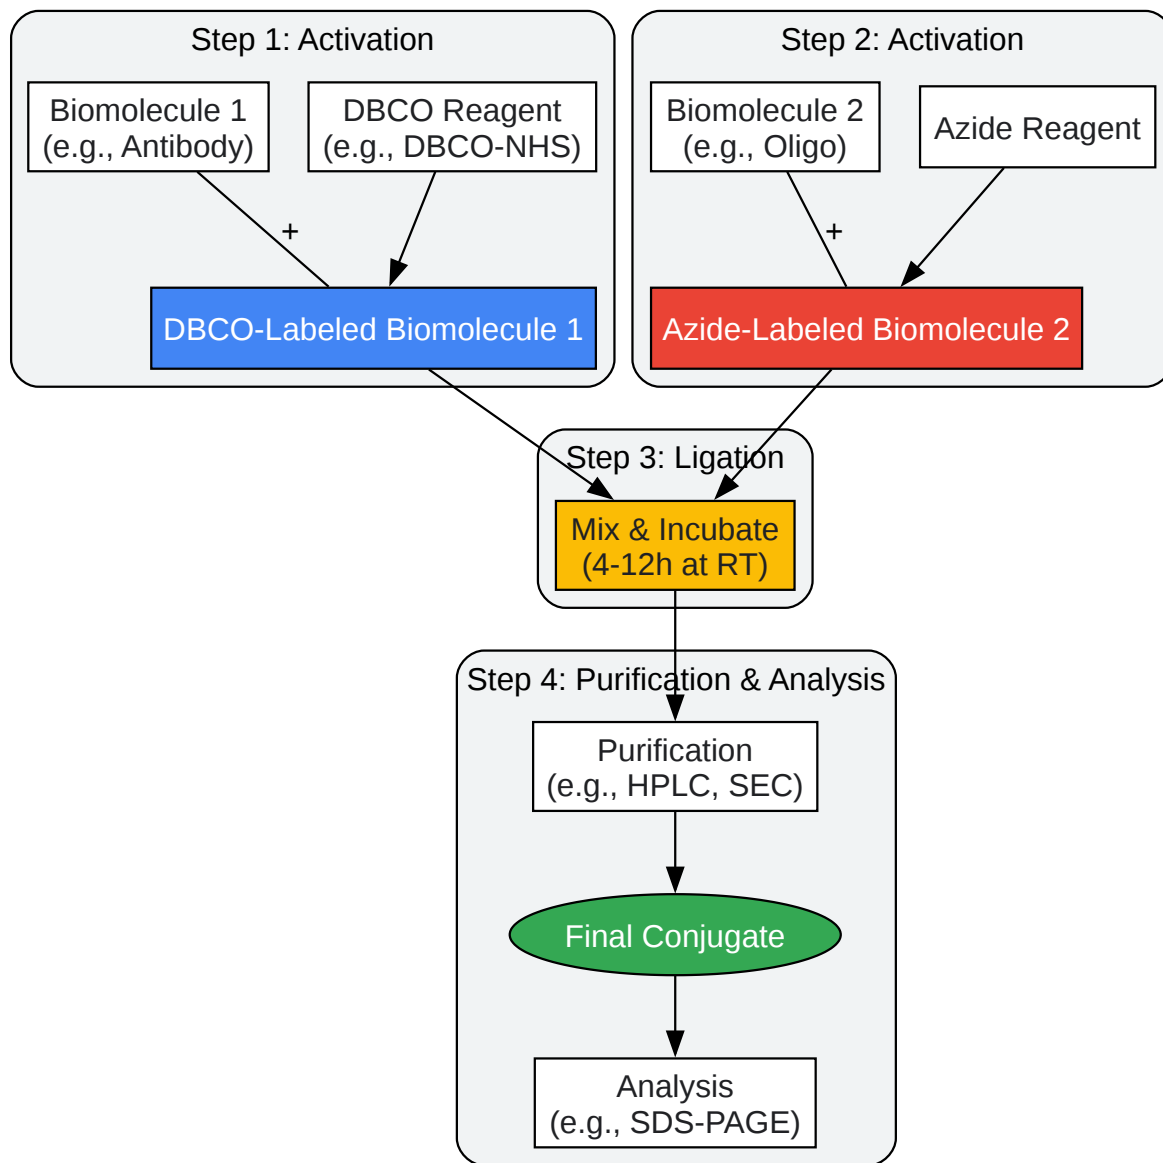 Step 1: Activation
Biomolecule 1
(e.g., Antibody)
DBCO Reagent
(e.g., DBCO-NHS)
+
DBCO-Labeled Biomolecule 1
Step 2: Activation
Biomolecule 2
(e.g., Oligo)
Azide Reagent
+
Azide-Labeled Biomolecule 2
Step 3: Ligation
Mix & Incubate
(4-12h at RT)
Step 4: Purification & Analysis
Purification
(e.g., HPLC, SEC)
Final Conjugate
Analysis
(e.g., SDS-PAGE)